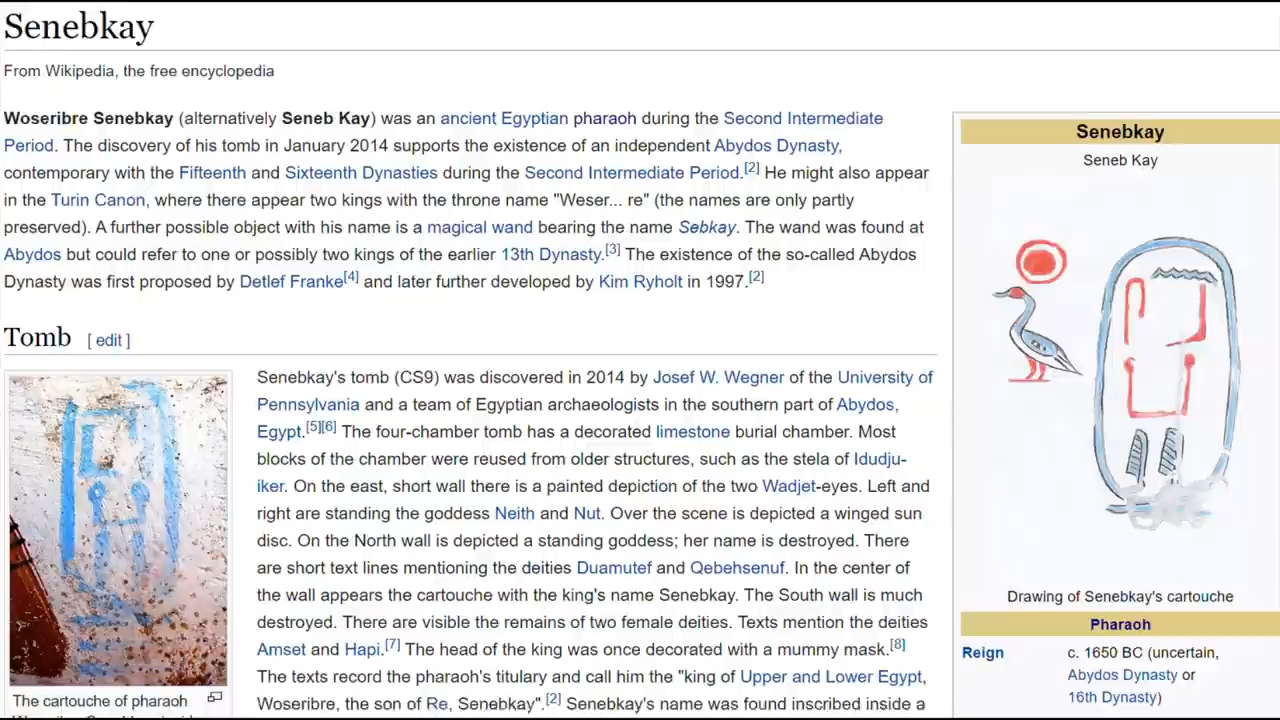 Senebkay
From Wikipedia, the free encyclopedia
Woseribre Senebkay (alternatively Seneb Kay) was an ancient Egyptian pharaoh during the Second Intermediate
Period. The discovery of his tomb in January 2014 supports the existence of an independent Abydos Dynasty,
contemporary with the Fifteenth and Sixteenth Dynasties during the Second Intermediate Period.[2] He might also appear
in the Turin Canon, where there appear two kings with the throne name "Weser... re" (the names are only partly
preserved). A further possible object with his name is a magical wand bearing the name Sebkay. The wand was found at
Abydos but could refer to one or possibly two kings of the earlier 13th Dynasty.[3] The existence of the so-called Abydos
Dynasty was first proposed by Detlef Franke[4] and later further developed by Kim Ryholt in 1997.[2]
Tomb [ edit ]
Senebkay's tomb (CS9) was discovered in 2014 by Josef W. Wegner of the University of
Pennsylvania and a team of Egyptian archaeologists in the southern part of Abydos,
Egypt.[5][6] The four-chamber tomb has a decorated limestone burial chamber. Most
blocks of the chamber were reused from older structures, such as the stela of Idudju-
iker. On the east, short wall there is a painted depiction of the two Wadjet-eyes. Left and
right are standing the goddess Neith and Nut. Over the scene is depicted a winged sun
disc. On the North wall is depicted a standing goddess; her name is destroyed. There
are short text lines mentioning the deities Duamutef and Qebehsenuf. In the center of
the wall appears the cartouche with the king's name Senebkay. The South wall is much
destroyed. There are visible the remains of two female deities. Texts mention the deities
Amset and Hapi.[7] The head of the king was once decorated with a mummy mask.[8]
The texts record the pharaoh's titulary and call him the "king of Upper and Lower Egypt,
Woseribre, the son of Re, Senebkay".[2] Senebkay's name was found inscribed inside a
The cartouche of pharaoh
Senebkay
Seneb Kay
Drawing of Senebkay's cartouche
Pharaoh
Reign c. 1650 BC (uncertain,
Abydos Dynasty or
16th Dynasty)